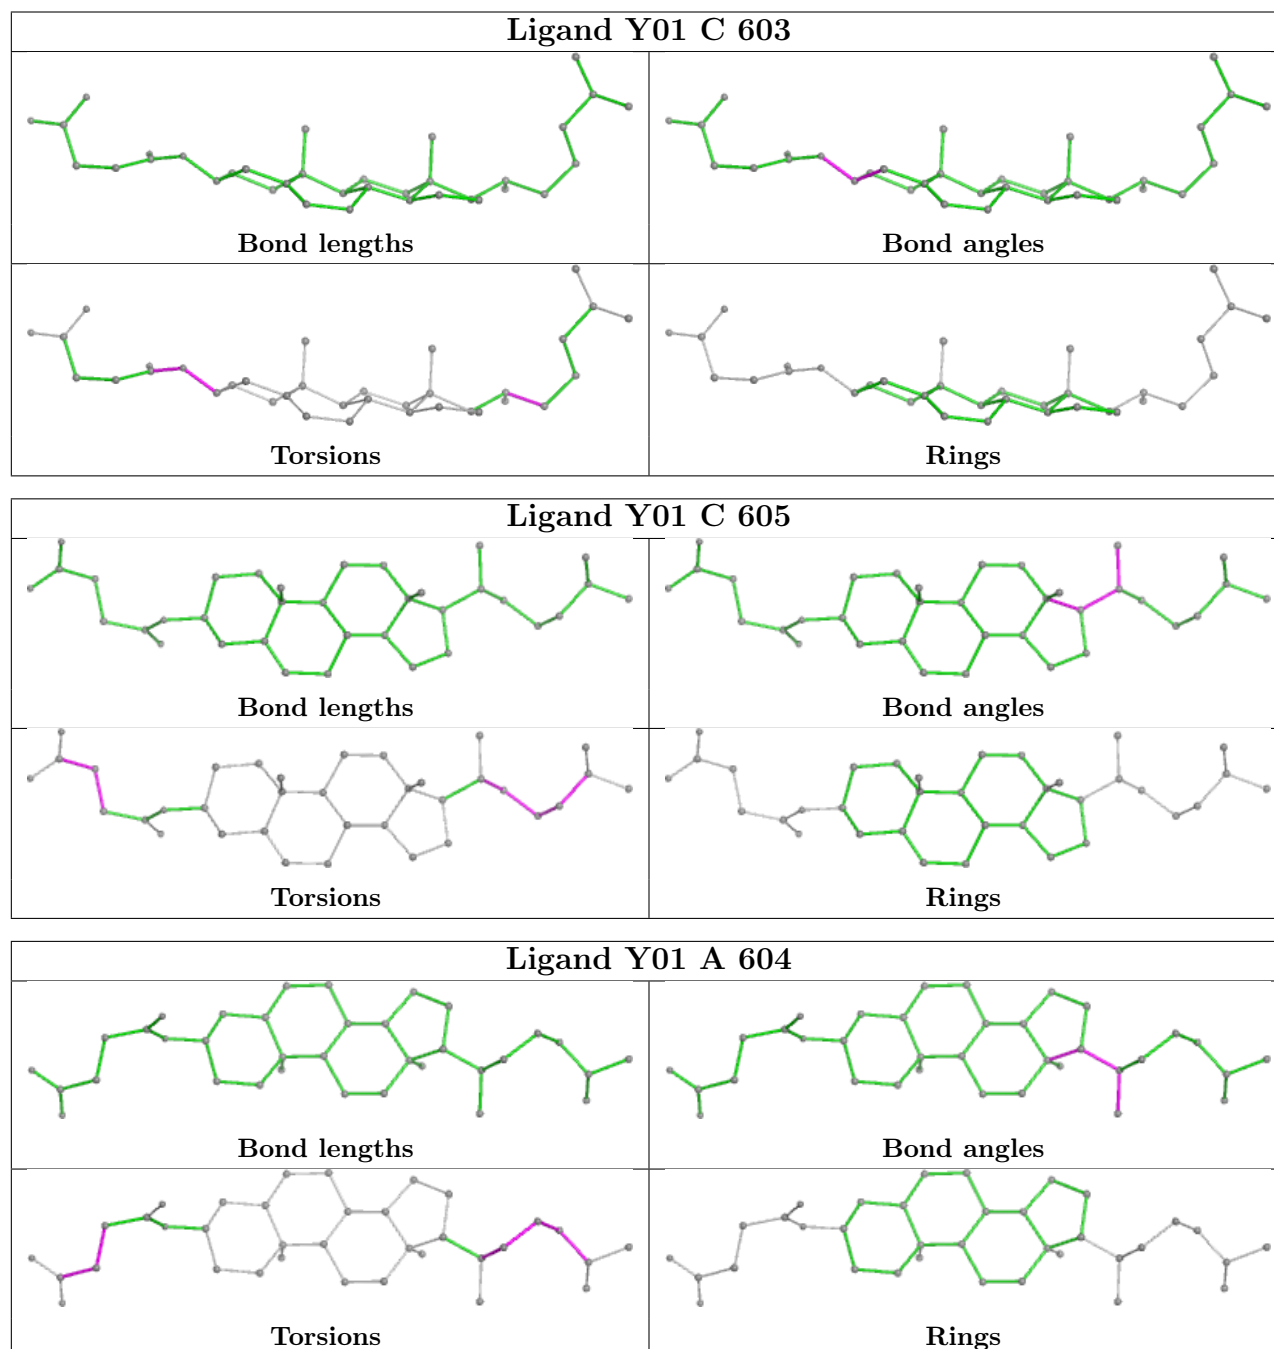 Ligand Y01 C 603
Bond lengths
Bond angles
Torsions
Rings
Ligand Y01 C 605
Bond lengths
Bond angles
Torsions
Rings
Ligand Y01 A 604
Bond lengths
Bond angles
Torsions
Rings